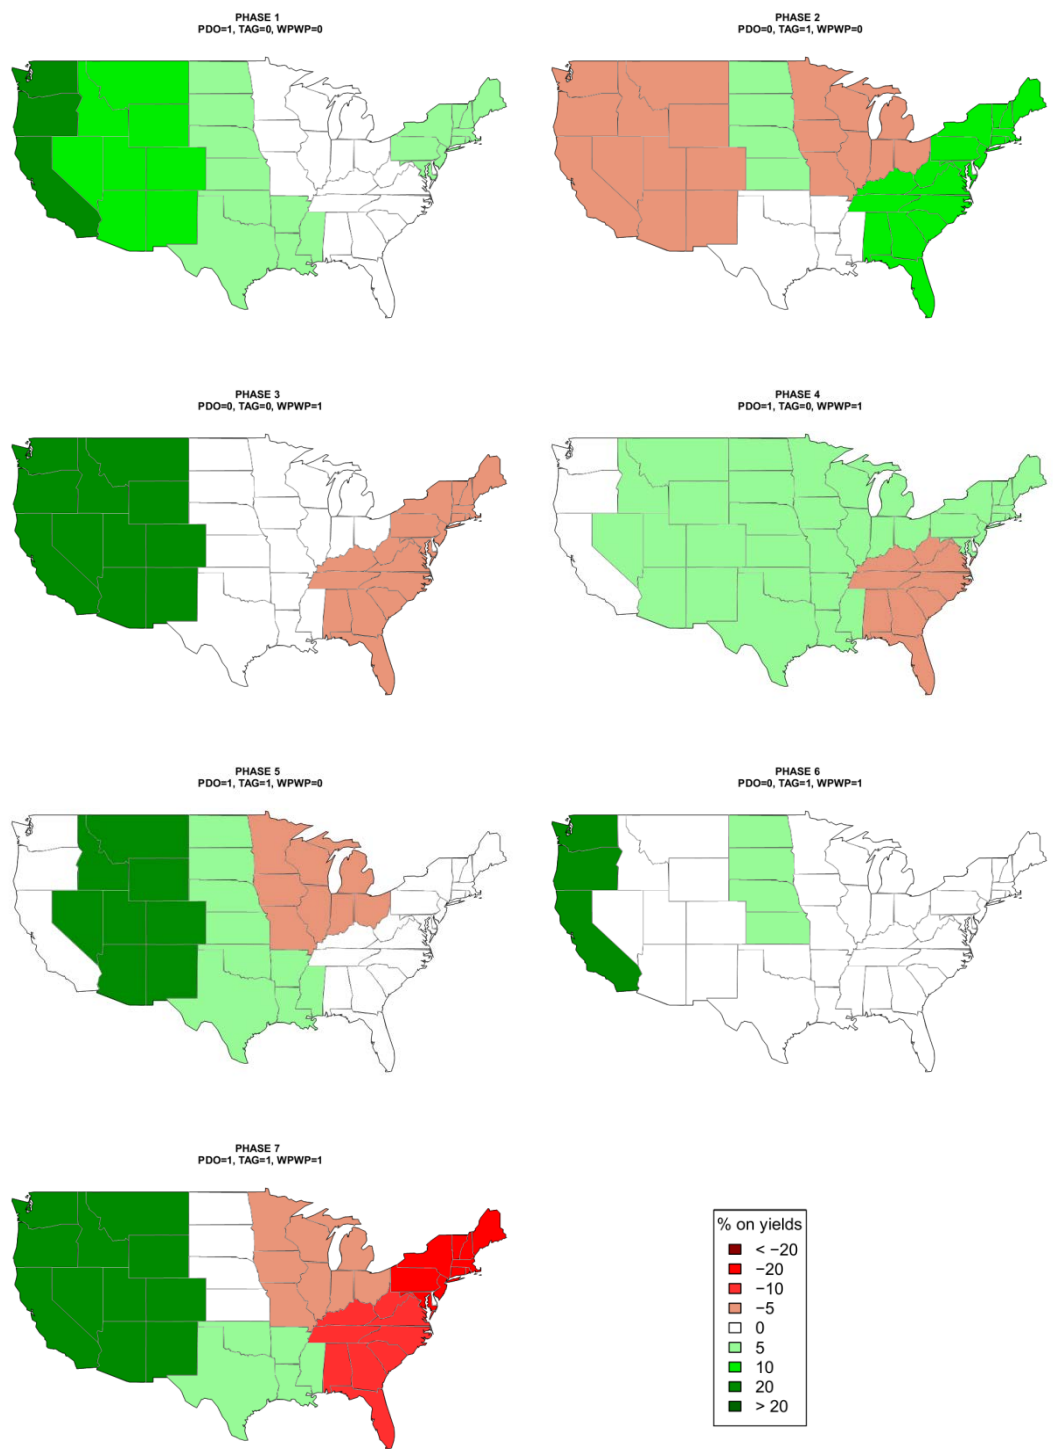 PHASE 1
PDO=1, TAG=0, WPWP=0
PHASE 2
PDO=0, TAG=1, WPWP=0
PHASE 3
PDO=0, TAG=0, WPWP=1
PHASE 4
PDO=1, TAG=0, WPWP=1
PHASE 5
PDO=1, TAG=1, WPWP=0
PHASE 6
PDO=0, TAG=1, WPWP=1
PHASE 7
PDO=1, TAG=1, WPWP=1
% on yields
< −20
−20
−10
−5
0
5
10
20
> 20